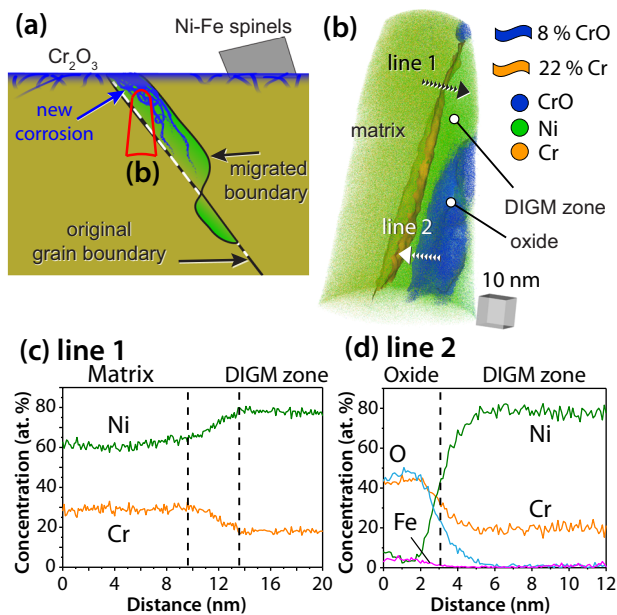 (a)
Ni-Fe spinels
Cr2O3
new
corrosion
(b)
migrated
boundary
original
grain boundary
(b)
8 % CrO
22 % Cr
CrO
Ni
Cr
line 1
matrix
DIGM zone
oxide
line 2
10 nm
(c) line 1
Matrix
DIGM zone
Concentration (at. %)
80
60
40
20
0
Ni
Cr
0 4 8 12 16 20
Distance (nm)
(d) line 2
Oxide
DIGM zone
Concentration (at. %)
80
60
40
20
0
O
Ni
Cr
Fe
0 2 4 6 8 10 12
Distance (nm)